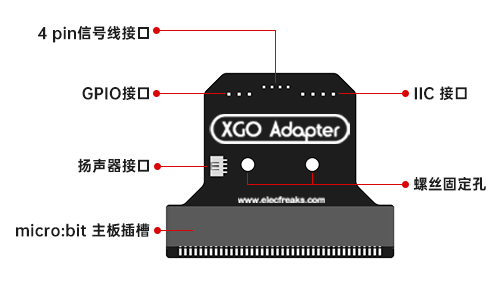 4 pin信号线接口
GPIO接口
IIC 接口
XGO Adapter
扬声器接口
螺丝固定孔
www.elecfreaks.com
micro:bit 主板插槽